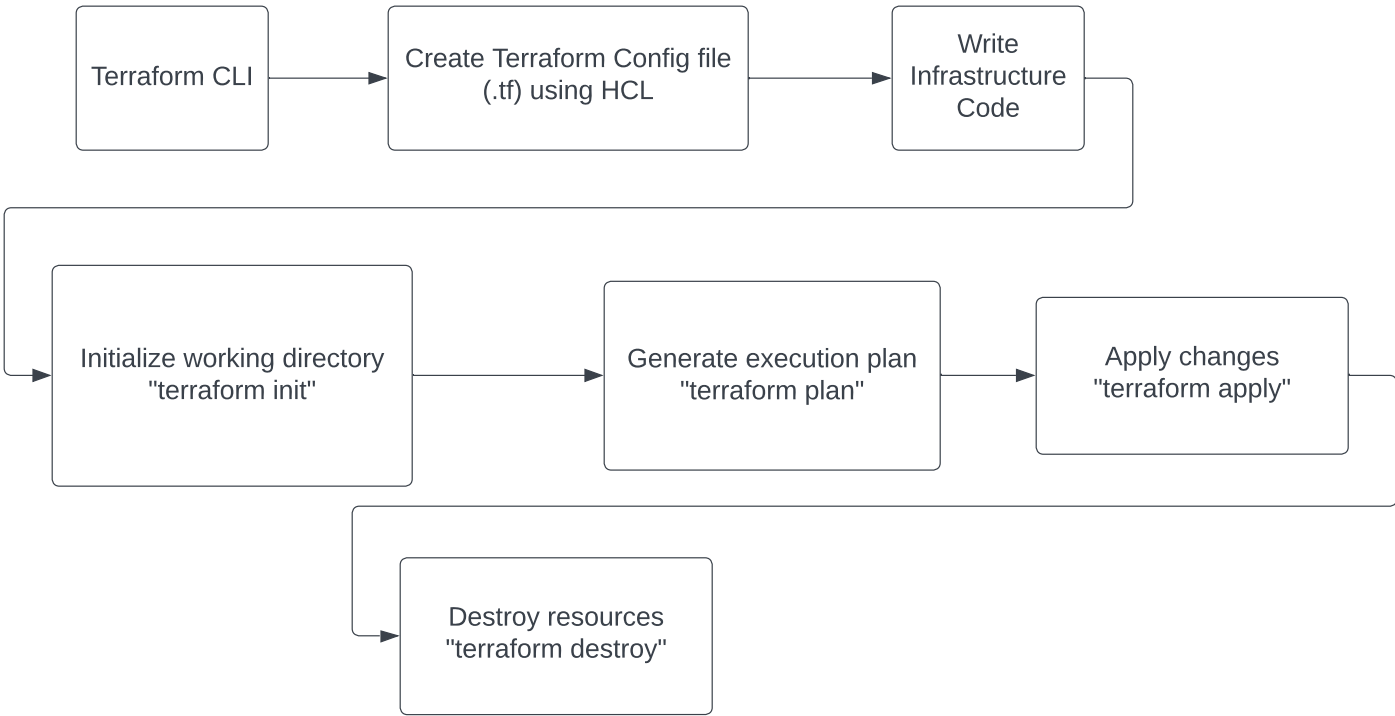 Terraform CLI
Create Terraform Config file
(.tf) using HCL
Write
Infrastructure
Code
Initialize working directory
"terraform init"
Generate execution plan
"terraform plan"
Apply changes
"terraform apply"
Destroy resources
"terraform destroy"